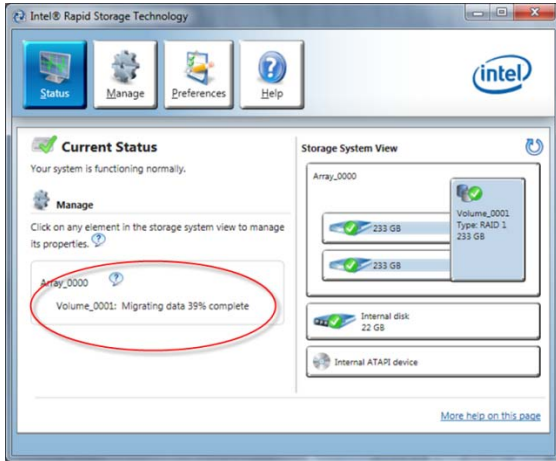 Intel® Rapid Storage Technology
Status
Manage
Preferences
Help
intel
Current Status
Your system is functioning normally.
Manage
Click on any element in the storage system view to manage
its properties.
Array_0000
Volume_0001: Migrating data 39% complete
Storage System View
Array_0000
233 GB
233 GB
Volume_0001
Type: RAID 1
233 GB
Internal disk
22 GB
Internal ATAPI device
More help on this page